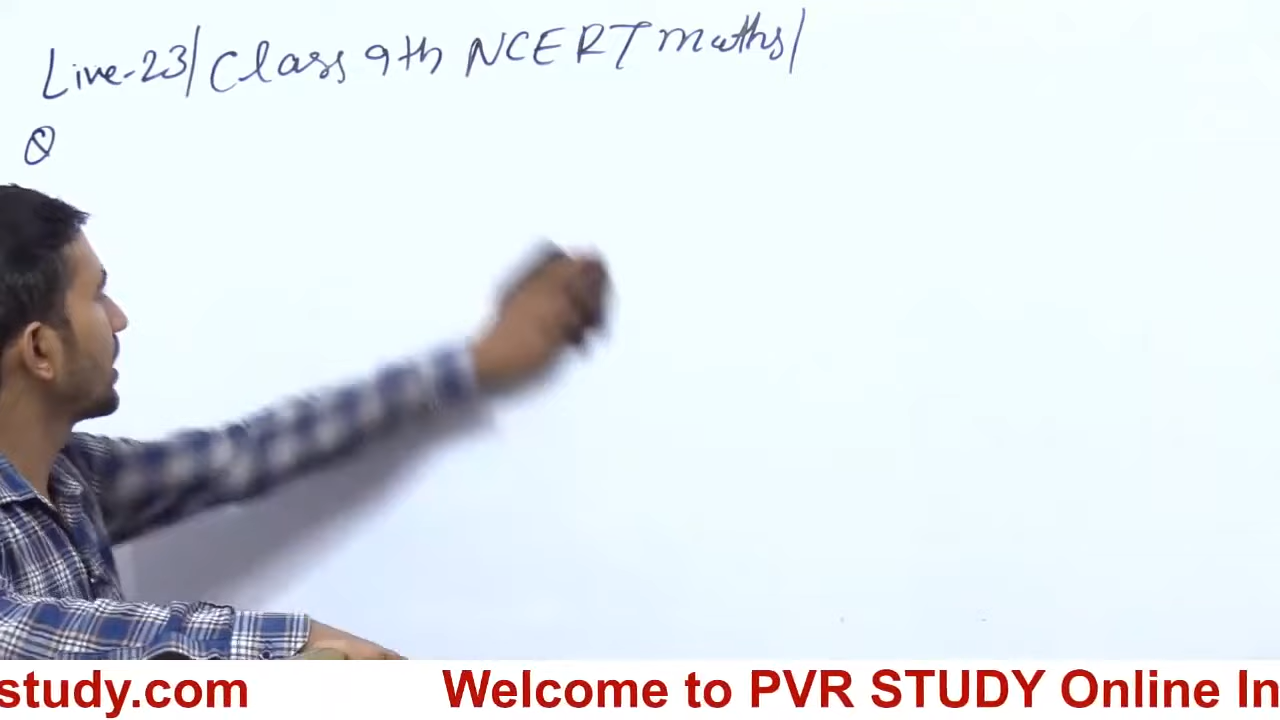 Live-23/Class 9th NCERT maths/
Q
study.com Welcome to PVR STUDY Online In